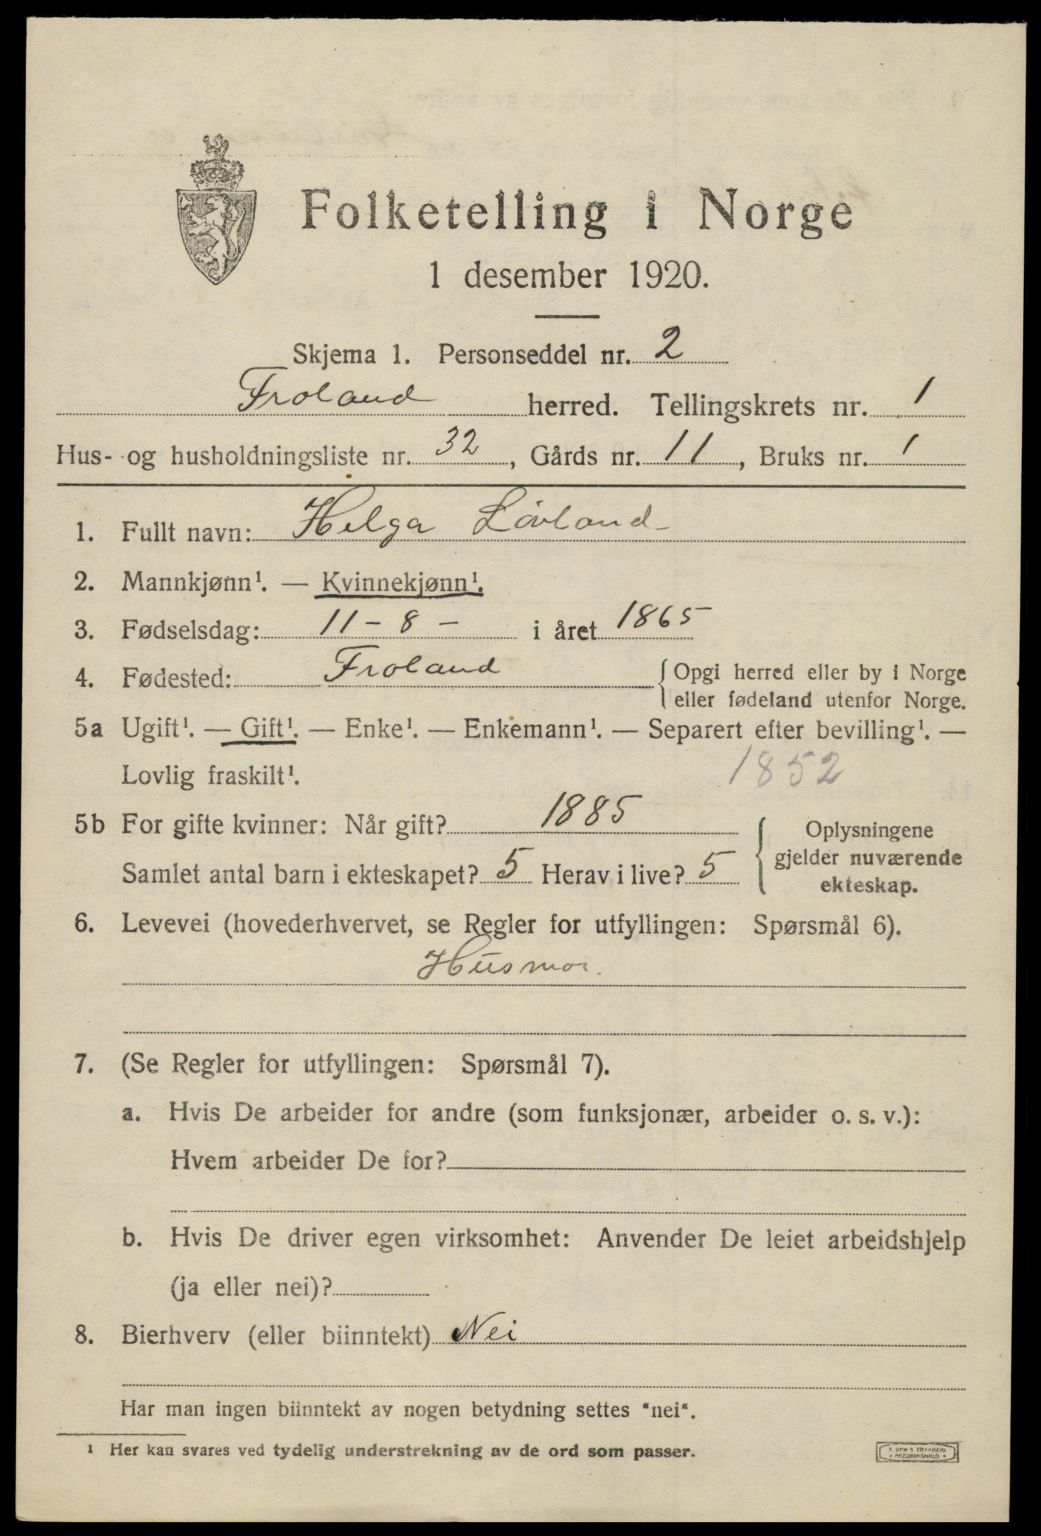 Folketelling i Norge
1 desember 1920.
Skjema 1. Personseddel nr. 2
Froland herred. Tellingskrets nr. 1
Hus- og husholdningsliste nr. 32, Gårds nr. 11, Bruks nr. 1
1. Fullt navn: Helga Lövland
2. Mannkjønn¹. — Kvinnekjønn¹.
3. Fødselsdag: 11-8- i året 1865
4. Fødested: Froland { Opgi herred eller by i Norge
eller fødeland utenfor Norge.
5a Ugift¹. — Gift¹. — Enke¹. — Enkemann¹. — Separert efter bevilling¹. —
Lovlig fraskilt¹. 1852
5b For gifte kvinner: Når gift? 1885
Samlet antal barn i ekteskapet? 5 Herav i live? 5
{ Oplysningene
gjelder nuværende
ekteskap.
6. Levevei (hovederhvervet, se Regler for utfyllingen: Spørsmål 6).
Husmor.
7. (Se Regler for utfyllingen: Spørsmål 7).
a. Hvis De arbeider for andre (som funksjonær, arbeider o. s. v.):
Hvem arbeider De for?
b. Hvis De driver egen virksomhet: Anvender De leiet arbeidshjelp
(ja eller nei)?
8. Bierhverv (eller biinntekt) Nei
Har man ingen biinntekt av nogen betydning settes "nei".
¹ Her kan svares ved tydelig understrekning av de ord som passer.